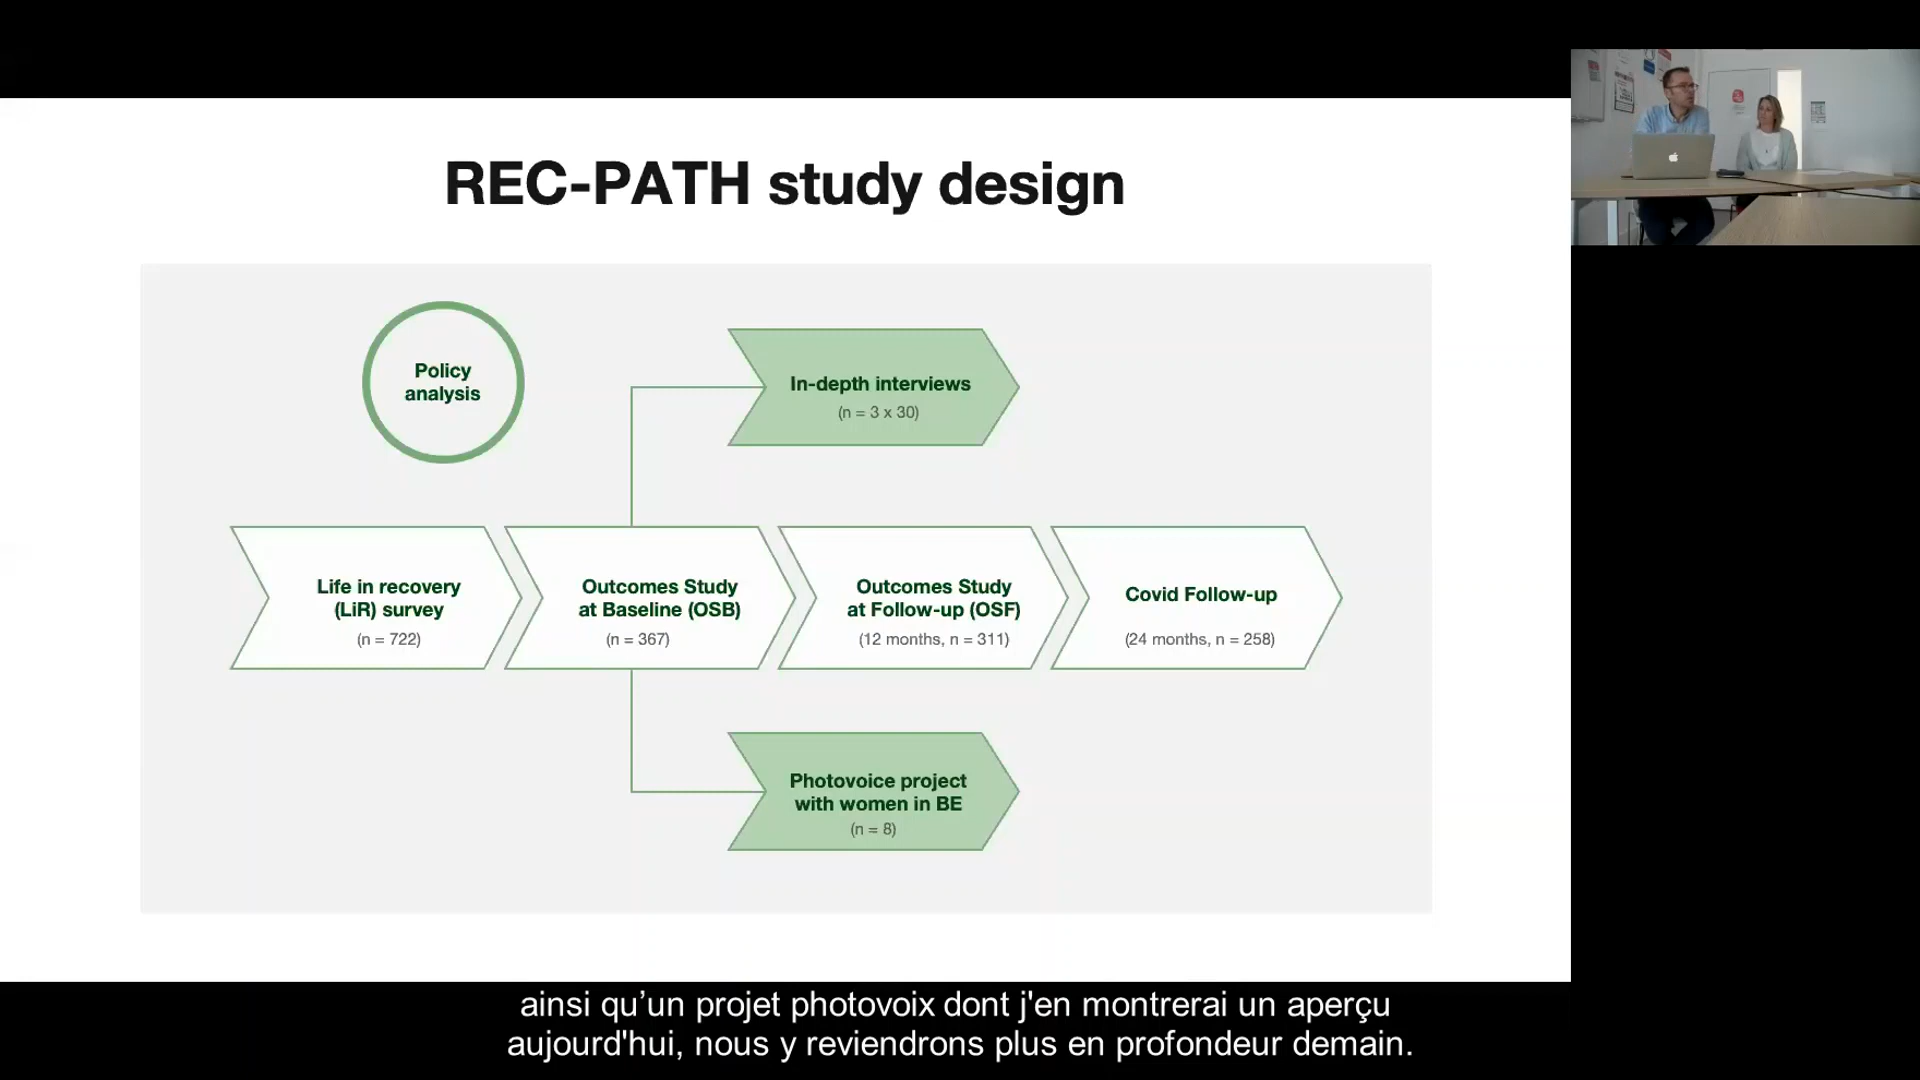 REC-PATH study design
Policy
analysis
In-depth interviews
(n = 3 x 30)
Life in recovery
(LiR) survey
(n = 722)
Outcomes Study
at Baseline (OSB)
(n = 367)
Outcomes Study
at Follow-up (OSF)
(12 months, n = 311)
Covid Follow-up
(24 months, n = 258)
Photovoice project
with women in BE
(n = 8)
ainsi qu’un projet photovoix dont j'en montrerai un aperçu
aujourd'hui, nous y reviendrons plus en profondeur demain.